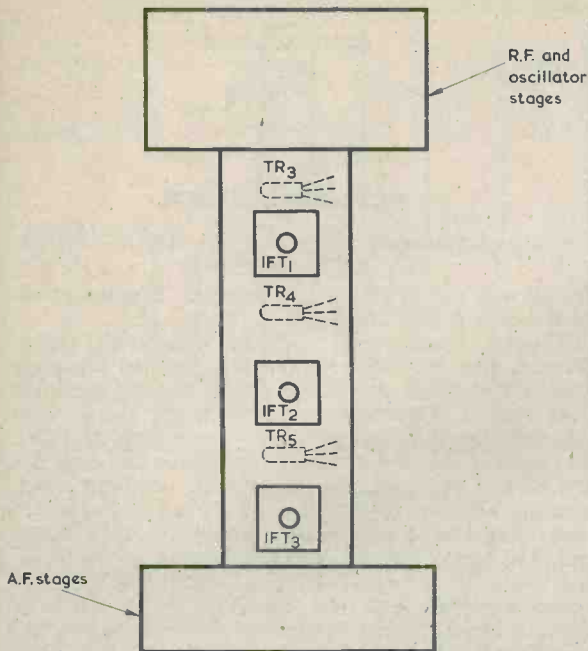 R.F. and
oscillator
stages
TR₃
IFT₁
TR₄
IFT₂
TR₅
IFT₃
A.F. stages